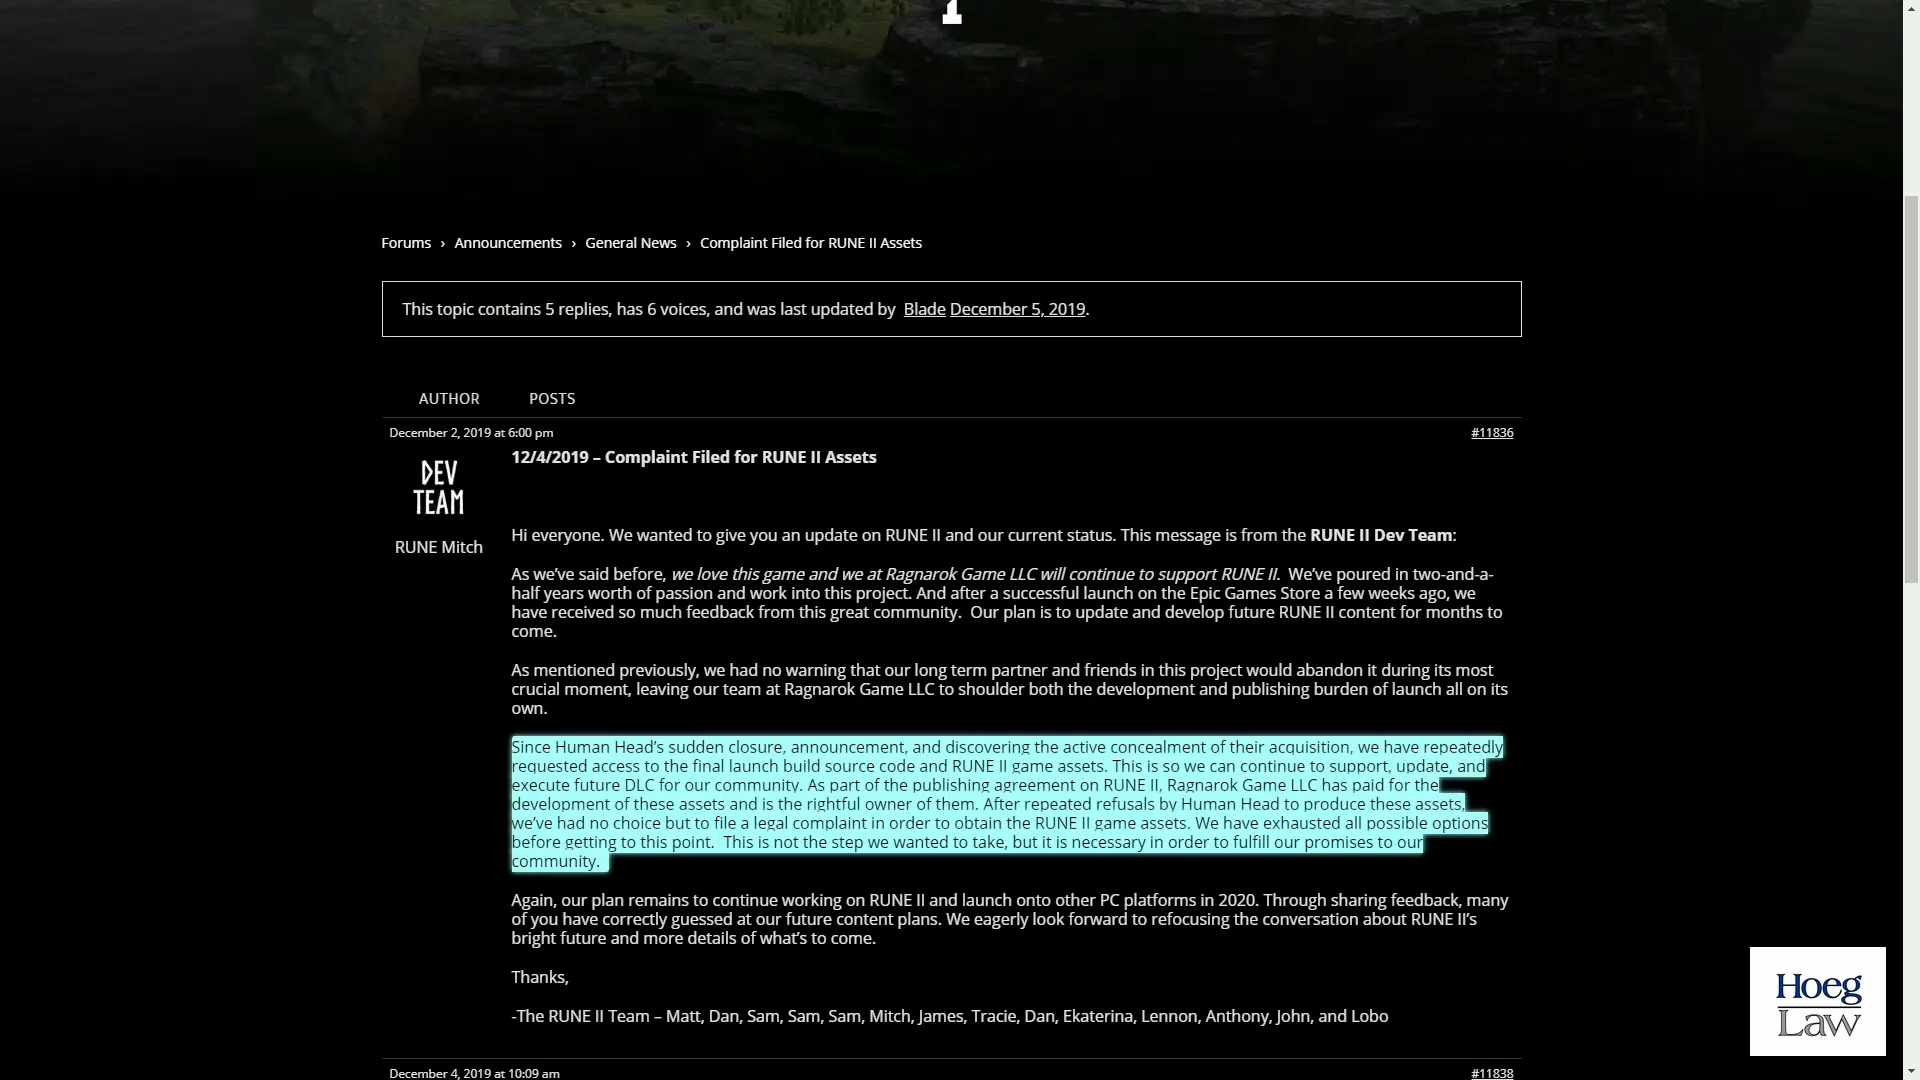 Forums › Announcements › General News › Complaint Filed for RUNE II Assets
This topic contains 5 replies, has 6 voices, and was last updated by Blade December 5, 2019.
AUTHOR POSTS
December 2, 2019 at 6:00 pm #11836
12/4/2019 – Complaint Filed for RUNE II Assets
DEV
TEAM
RUNE Mitch
Hi everyone. We wanted to give you an update on RUNE II and our current status. This message is from the RUNE II Dev Team:
As we've said before, we love this game and we at Ragnarok Game LLC will continue to support RUNE II. We've poured in two-and-a-
half years worth of passion and work into this project. And after a successful launch on the Epic Games Store a few weeks ago, we
have received so much feedback from this great community. Our plan is to update and develop future RUNE II content for months to
come.
As mentioned previously, we had no warning that our long term partner and friends in this project would abandon it during its most
crucial moment, leaving our team at Ragnarok Game LLC to shoulder both the development and publishing burden of launch all on its
own.
Since Human Head's sudden closure, announcement, and discovering the active concealment of their acquisition, we have repeatedly
requested access to the final launch build source code and RUNE II game assets. This is so we can continue to support, update, and
execute future DLC for our community. As part of the publishing agreement on RUNE II, Ragnarok Game LLC has paid for the
development of these assets and is the rightful owner of them. After repeated refusals by Human Head to produce these assets,
we've had no choice but to file a legal complaint in order to obtain the RUNE II game assets. We have exhausted all possible options
before getting to this point. This is not the step we wanted to take, but it is necessary in order to fulfill our promises to our
community.
Again, our plan remains to continue working on RUNE II and launch onto other PC platforms in 2020. Through sharing feedback, many
of you have correctly guessed at our future content plans. We eagerly look forward to refocusing the conversation about RUNE II's
bright future and more details of what's to come.
Thanks,
-The RUNE II Team – Matt, Dan, Sam, Sam, Sam, Mitch, James, Tracie, Dan, Ekaterina, Lennon, Anthony, John, and Lobo
December 4, 2019 at 10:09 am #11838
Hoeg
Law